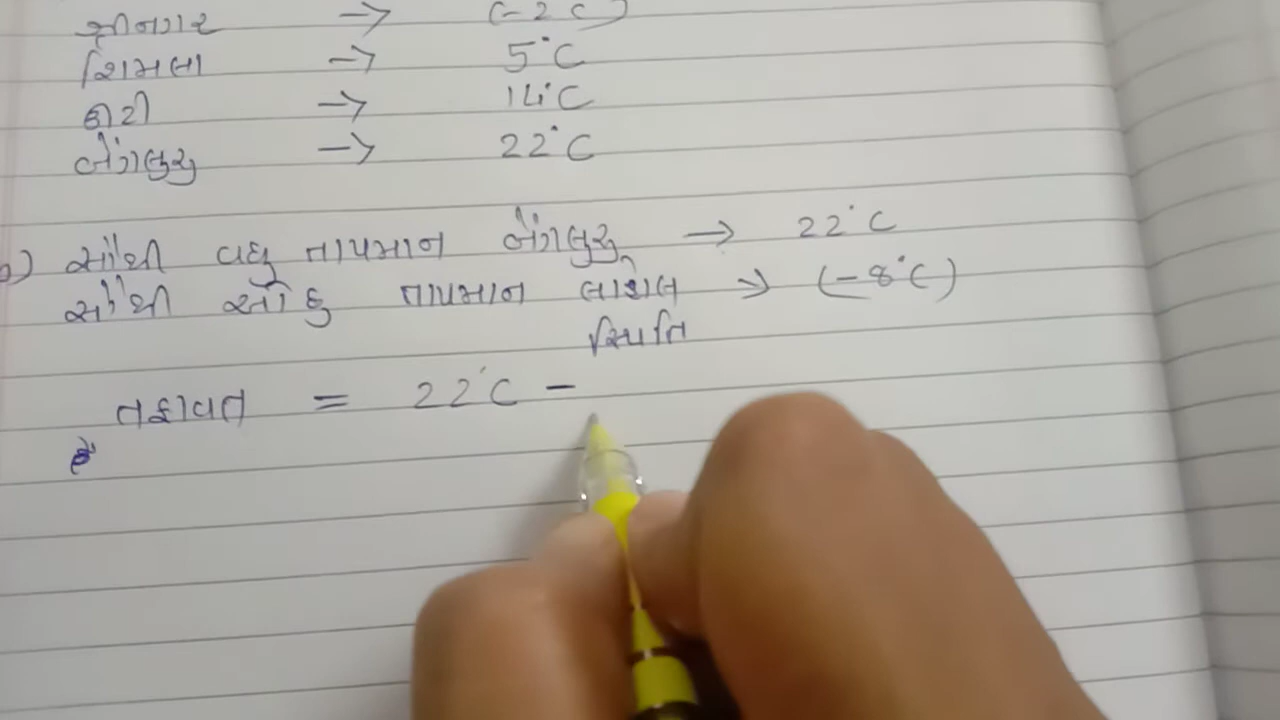 શ્રીનગર → (-2°C)
શિમલા → 5°C
ઊટી → 14°C
બેંગલુરુ → 22°C
b) સૌથી વધુ તાપમાન બેંગલુરુ → 22°C
સૌથી ઓછુ તાપમાન લાહુલ → (-8°C)
સ્પિતિ
તફાવત = 22°C -